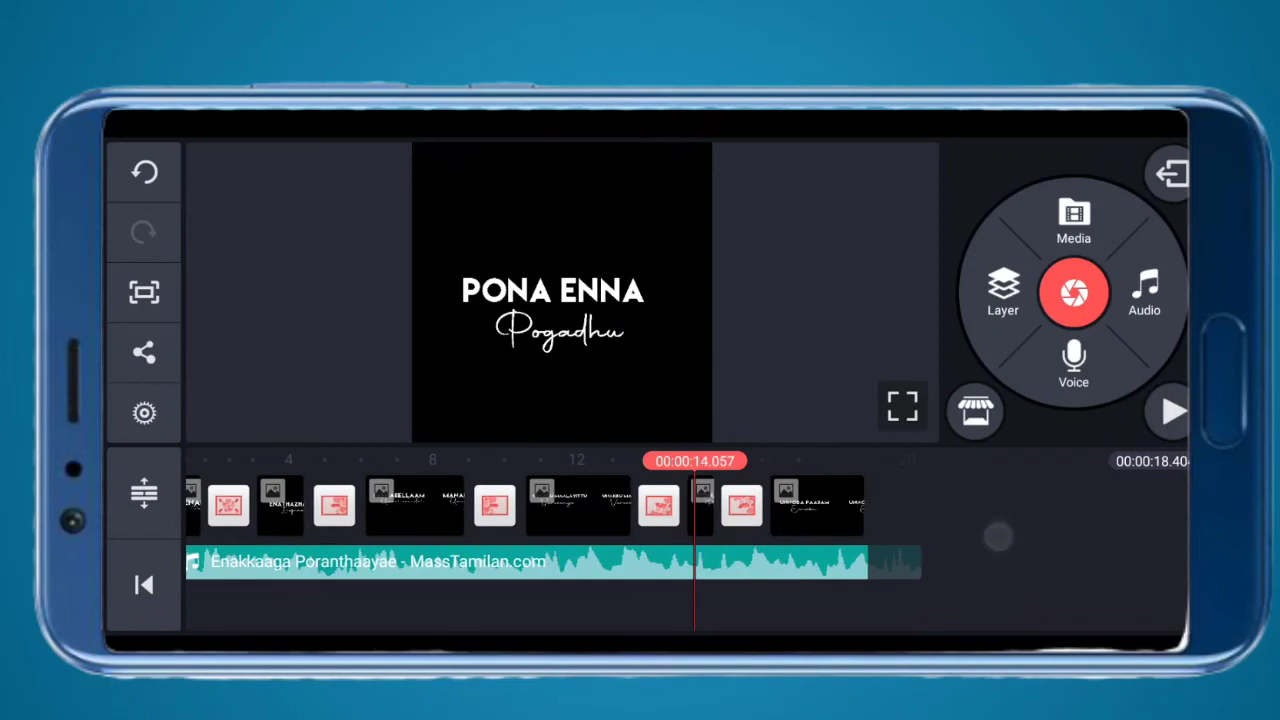 Media
PONA ENNA
Pogadhu
Layer
Audio
Voice
4
8
12
00:00:14.057
20
00:00:18.40
Enakkaaga Poranthaayae - MassTamilan.com